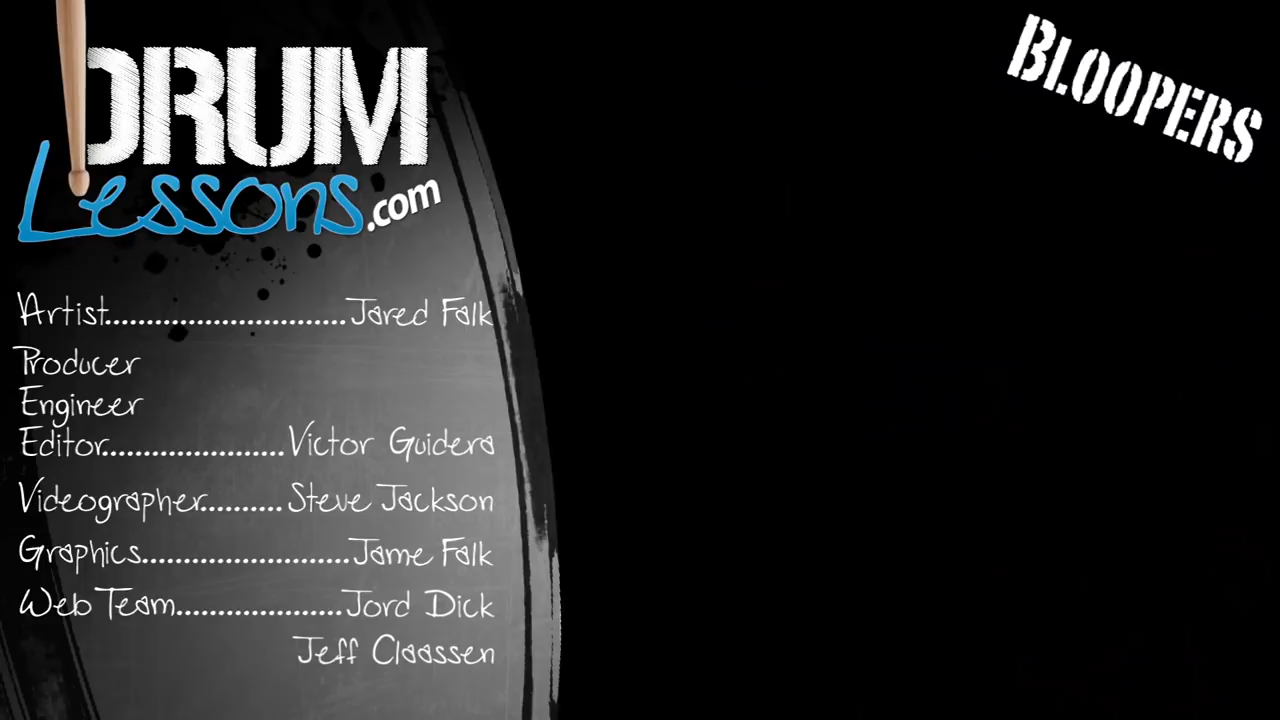 DRUM
Lessons.com
BLOOPERS
Artist..............................Jared Falk
Producer
Engineer
Editor......................Victor Guidera
Videographer..........Steve Jackson
Graphics..........................Jame Falk
Web Team.....................Jord Dick
Jeff Claassen